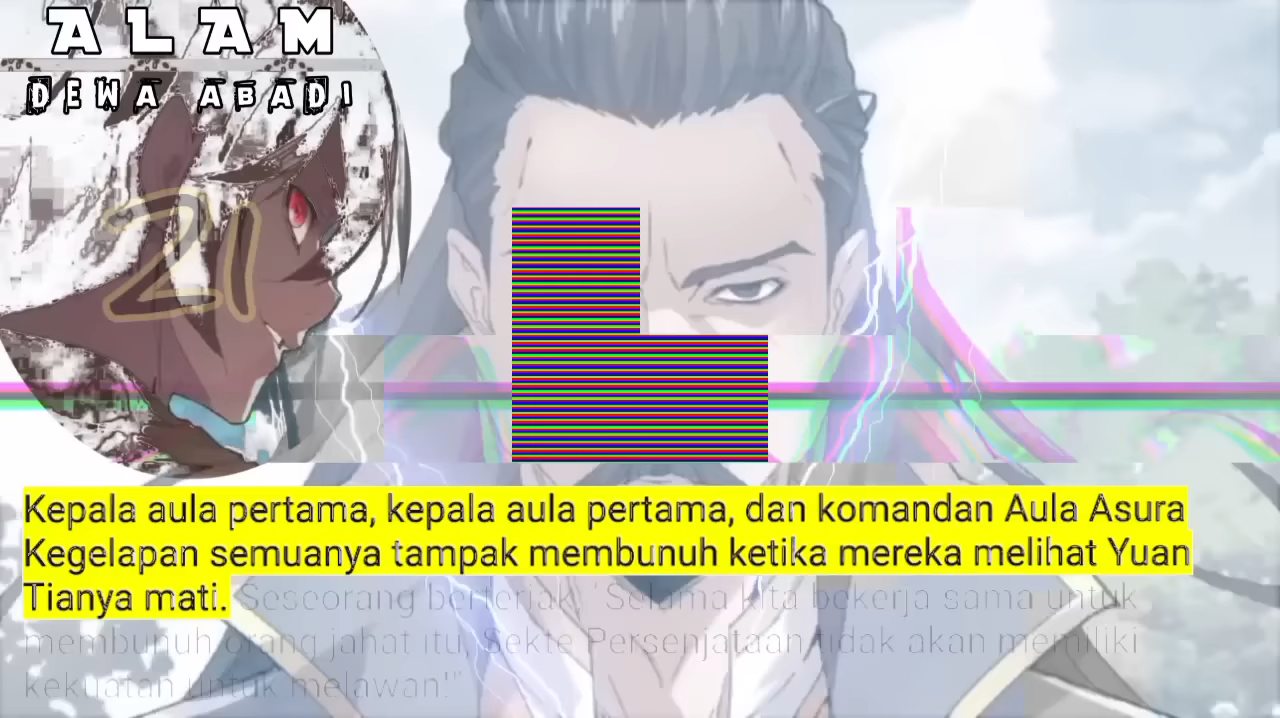 ALAM
DEWA ABADI
21
Kepala aula pertama, kepala aula pertama, dan komandan Aula Asura
Kegelapan semuanya tampak membunuh ketika mereka melihat Yuan
Tianya mati. Seseorang berteriak, "Selama kita bekerja sama untuk
membunuh orang jahat itu, Sekte Persenjataan tidak akan memiliki
kekuatan untuk melawan!"